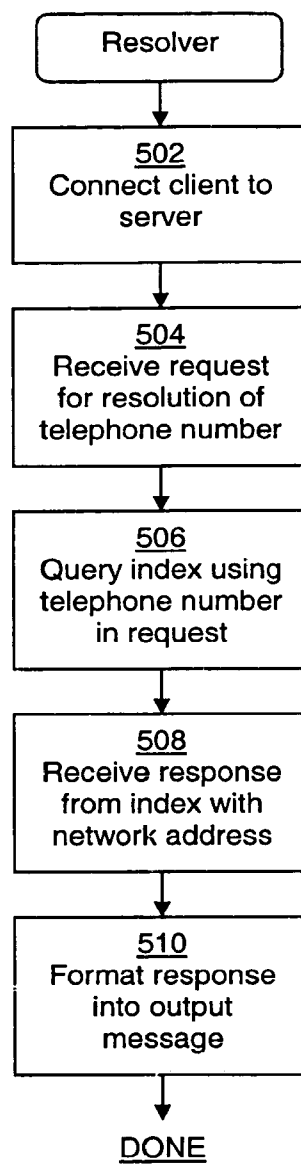 Resolver
502
Connect client to
server
504
Receive request
for resolution of
telephone number
506
Query index using
telephone number
in request
508
Receive response
from index with
network address
510
Format response
into output
message
DONE